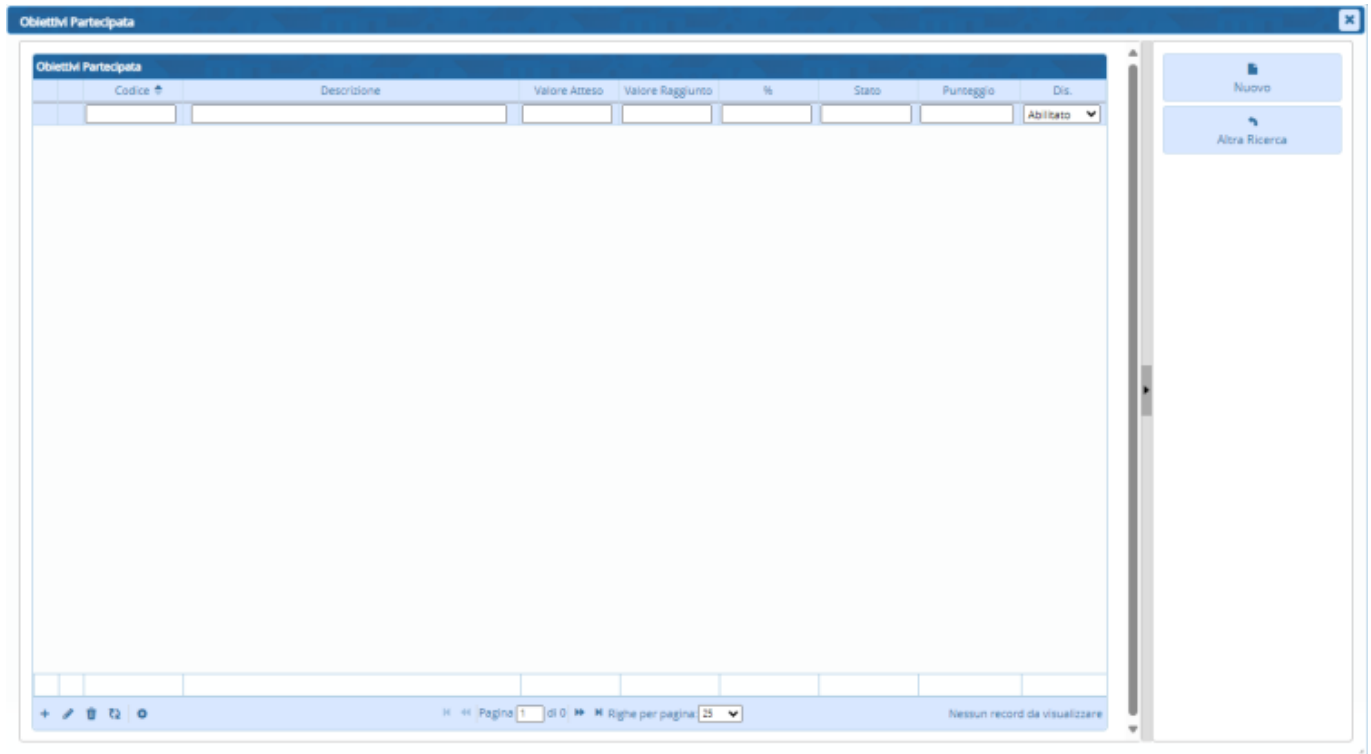 Obiettivi Partecipata
Obiettivi Partecipata
Codice Descrizione Valore Atteso Valore Raggiunto % Stato Punteggio Dis.
Abilitato
Nuovo
Altra Ricerca
Pagina 1 di 0 Righe per pagina: 25 Nessun record da visualizzare